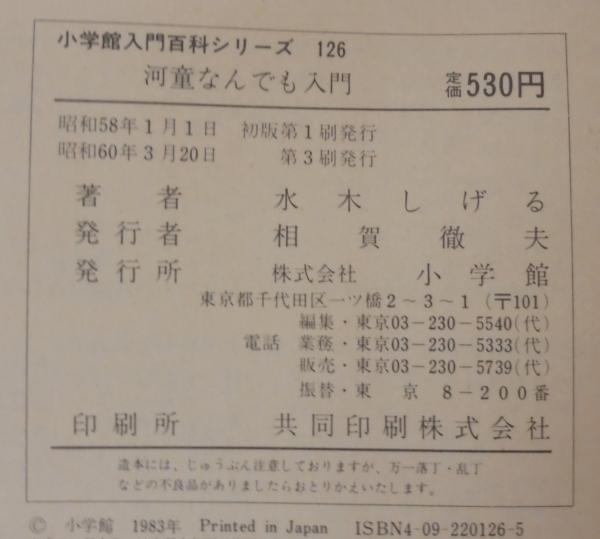 小学館入門百科シリーズ 126
河童なんでも入門 定価530円
昭和58年1月1日 初版第1刷発行
昭和60年3月20日 第3刷発行
著者 水木しげる
発行者 相賀徹夫
発行所 株式会社 小学館
東京都千代田区一ツ橋2〜3〜1(〒101)
編集・東京03-230-5540(代)
電話 業務・東京03-230-5333(代)
販売・東京03-230-5739(代)
振替・東京 8-200番
印刷所 共同印刷株式会社
造本には、じゅうぶん注意しておりますが、万一落丁・乱丁
などの不良品がありましたらおとりかえいたします。
© 小学館 1983年 Printed in Japan ISBN4-09-220126-5